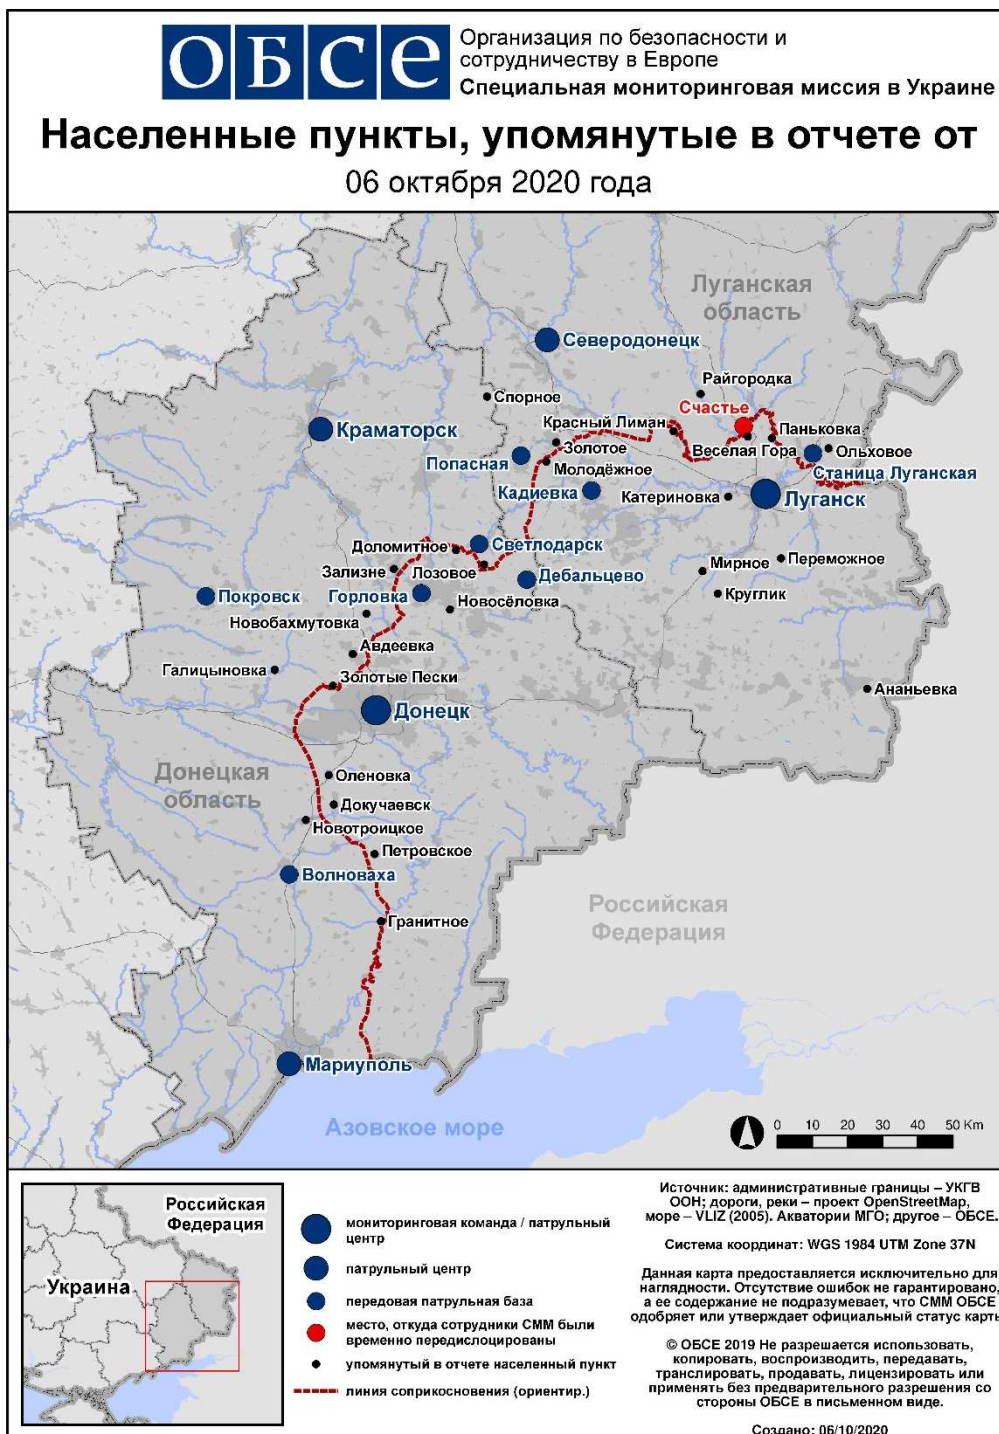 ОБСЕ
Организация по безопасности и
сотрудничеству в Европе
Специальная мониторинговая миссия в Украине
Населенные пункты, упомянутые в отчете от
06 октября 2020 года
Луганская
область
Северодонецк
Райгородка
Спорное
Счастье
Красный Лиман
Паньковка
Краматорск
Золотое
Веселая Гора
Ольховое
Попасная
Молодёжное
Станица Луганская
Кадиевка
Катериновка
Луганск
Доломитное
Светлодарск
Переможное
Зализне
Лозовое
Дебальцево
Мирное
Покровск
Горловка
Новосёловка
Круглик
Новобахмутовка
Авдеевка
Галицыновка
Золотые Пески
Ананьевка
Донецк
Донецкая
область
Оленовка
Докучаевск
Новотроицкое
Петровское
Волноваха
Российская
Федерация
Гранитное
Мариуполь
Азовское море
0 10 20 30 40 50 Km
Российская
Федерация
Украина
мониторинговая команда / патрульный
центр
патрульный центр
передовая патрульная база
место, откуда сотрудники СММ были
временно передислоцированы
упомянутый в отчете населенный пункт
линия соприкосновения (ориентир.)
Источник: административные границы – УКГВ
ООН; дороги, реки – проект OpenStreetMap,
море – VLIZ (2005). Акватории МГО; другое – ОБСЕ.
Система координат: WGS 1984 UTM Zone 37N
Данная карта предоставляется исключительно для
наглядности. Отсутствие ошибок не гарантировано,
а ее содержание не подразумевает, что СММ ОБСЕ
одобряет или утверждает официальный статус карты
© ОБСЕ 2019 Не разрешается использовать,
копировать, воспроизводить, передавать,
транслировать, продавать, лицензировать или
применять без предварительного разрешения со
стороны ОБСЕ в письменном виде.
Создано: 06/10/2020